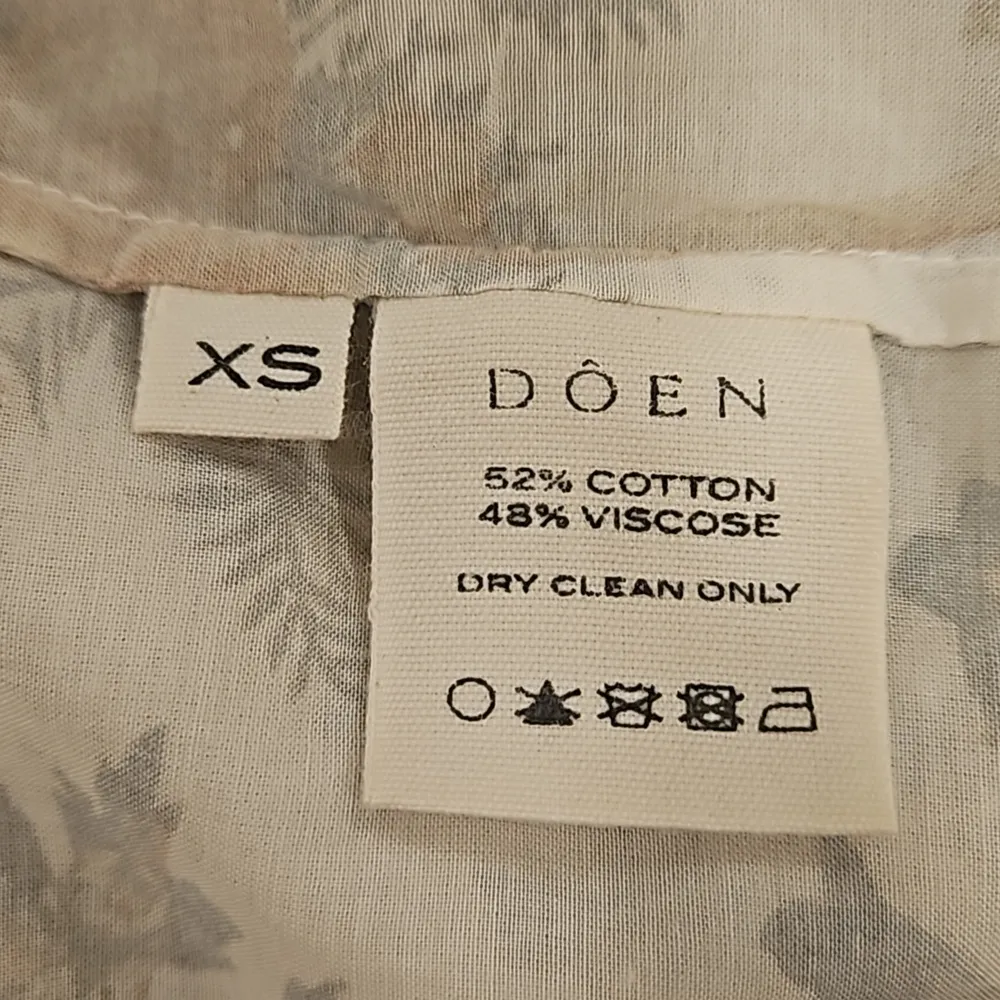 XS
DÔEN
52% COTTON
48% VISCOSE
DRY CLEAN ONLY